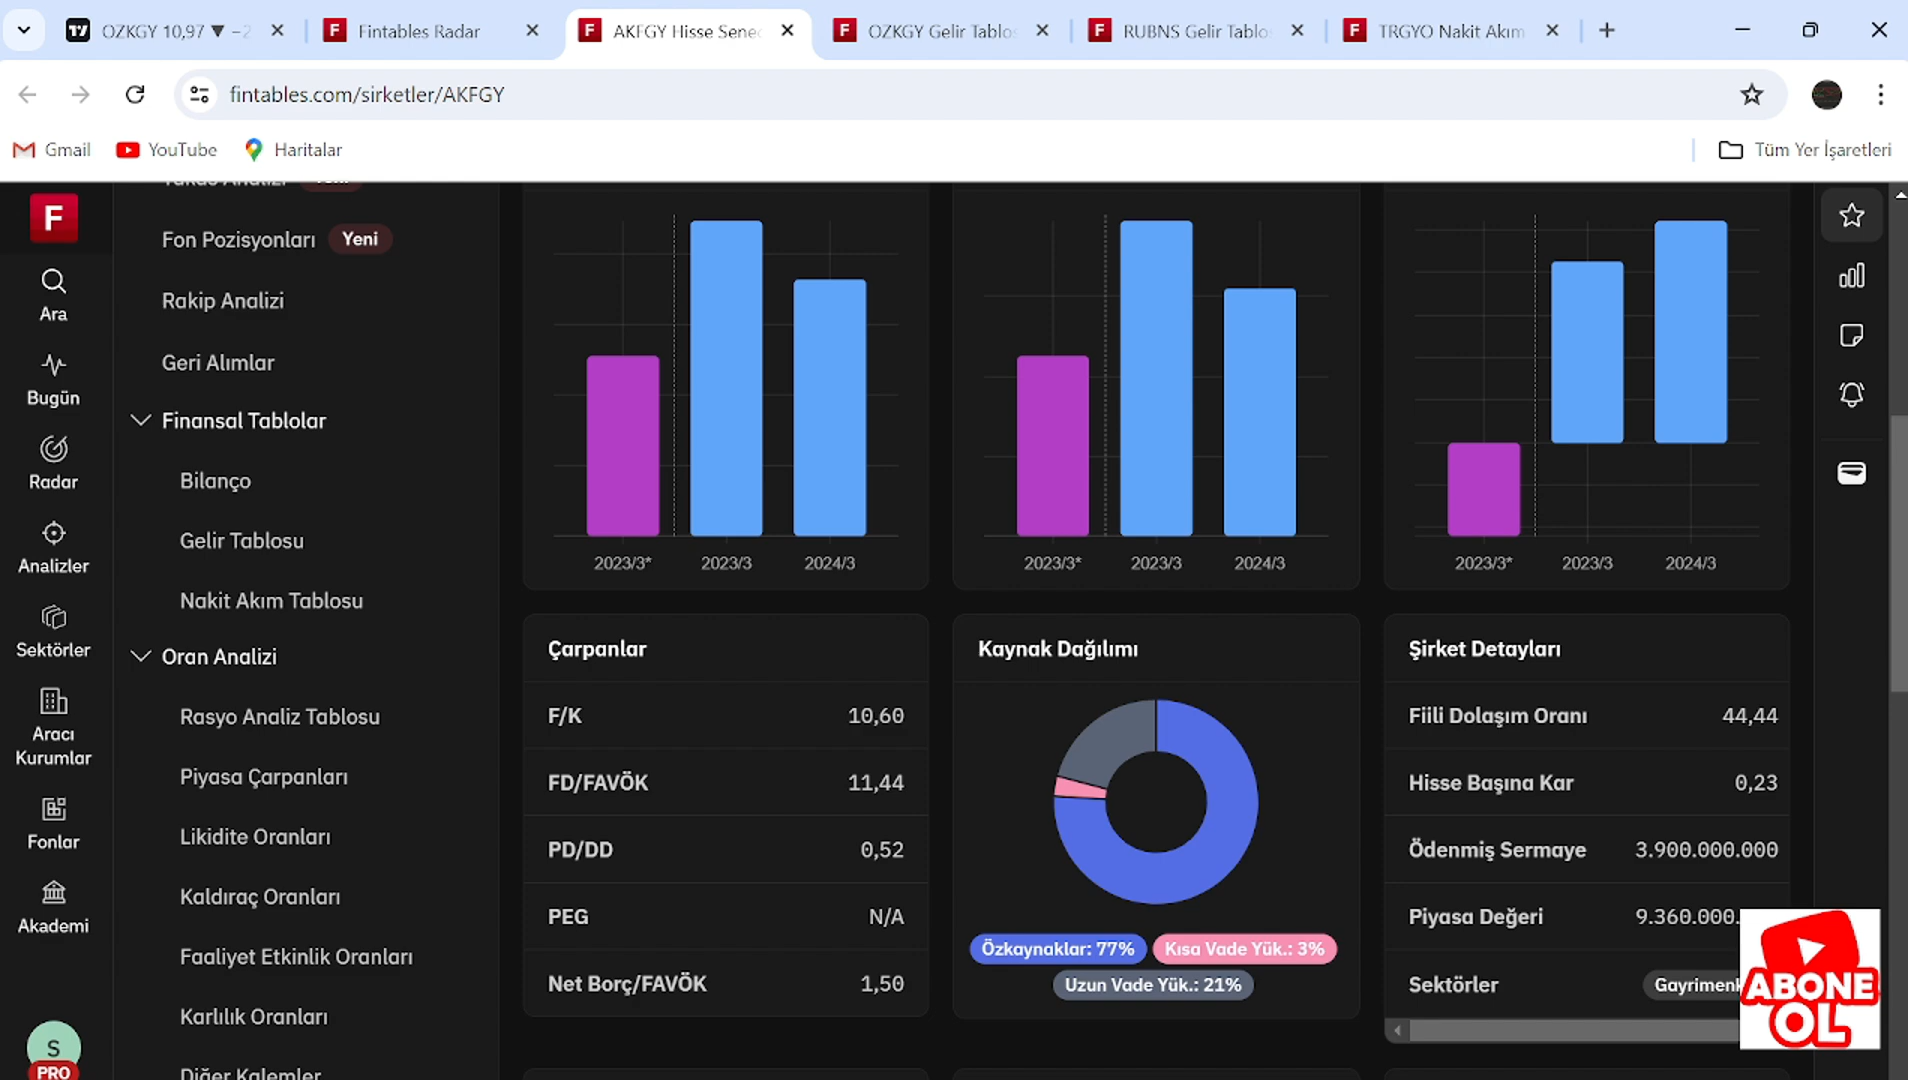 OZKGY 10,97 ▼ −2
Fintables Radar
AKFGY Hisse Senec
OZKGY Gelir Tablos
RUBNS Gelir Tablos
TRGYO Nakit Akım
fintables.com/sirketler/AKFGY
Gmail
YouTube
Haritalar
Tüm Yer İşaretleri
F
Ara
Bugün
Radar
Analizler
Sektörler
Aracı
Kurumlar
Fonlar
Akademi
S
PRO
Fon Pozisyonları Yeni
Rakip Analizi
Geri Alımlar
Finansal Tablolar
Bilanço
Gelir Tablosu
Nakit Akım Tablosu
Oran Analizi
Rasyo Analiz Tablosu
Piyasa Çarpanları
Likidite Oranları
Kaldıraç Oranları
Faaliyet Etkinlik Oranları
Karlılık Oranları
Diğer Kalemler
2023/3* 2023/3 2024/3
2023/3* 2023/3 2024/3
2023/3* 2023/3 2024/3
Çarpanlar
F/K 10,60
FD/FAVÖK 11,44
PD/DD 0,52
PEG N/A
Net Borç/FAVÖK 1,50
Kaynak Dağılımı
Özkaynaklar: 77% Kısa Vade Yük.: 3%
Uzun Vade Yük.: 21%
Şirket Detayları
Fiili Dolaşım Oranı 44,44
Hisse Başına Kar 0,23
Ödenmiş Sermaye 3.900.000.000
Piyasa Değeri 9.360.000.
Sektörler Gayrimenk
ABONE
OL